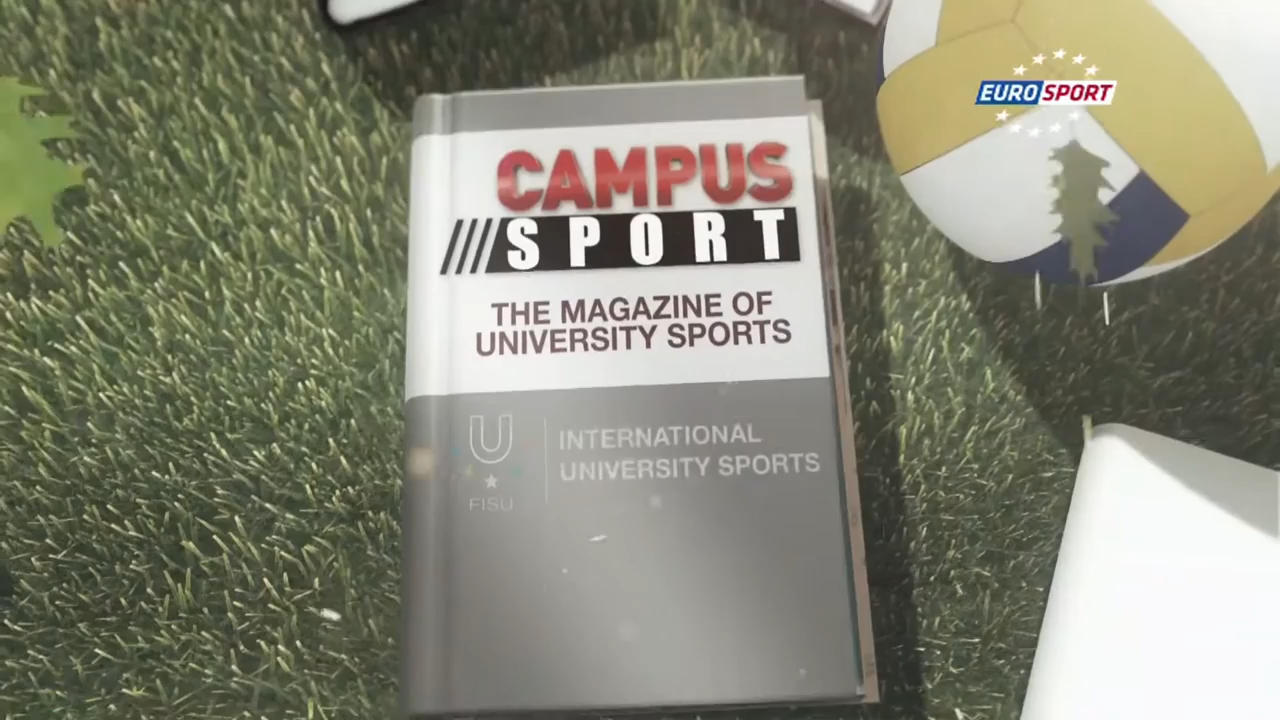 EUROSPORT
CAMPUS
SPORT
THE MAGAZINE OF
UNIVERSITY SPORTS
INTERNATIONAL
UNIVERSITY SPORTS
FISU